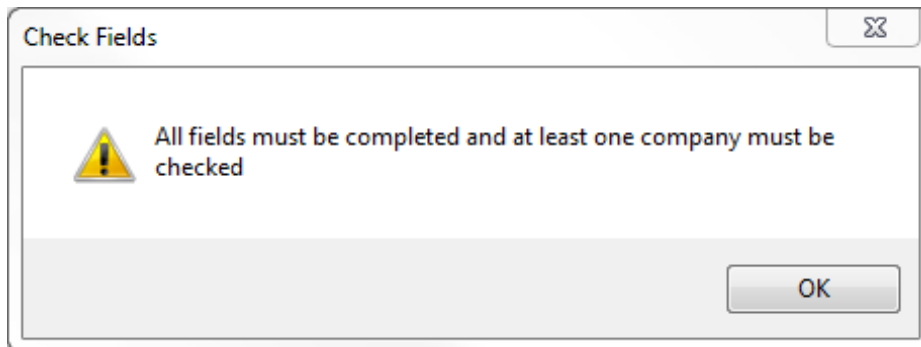 Check Fields
All fields must be completed and at least one company must be
checked
OK